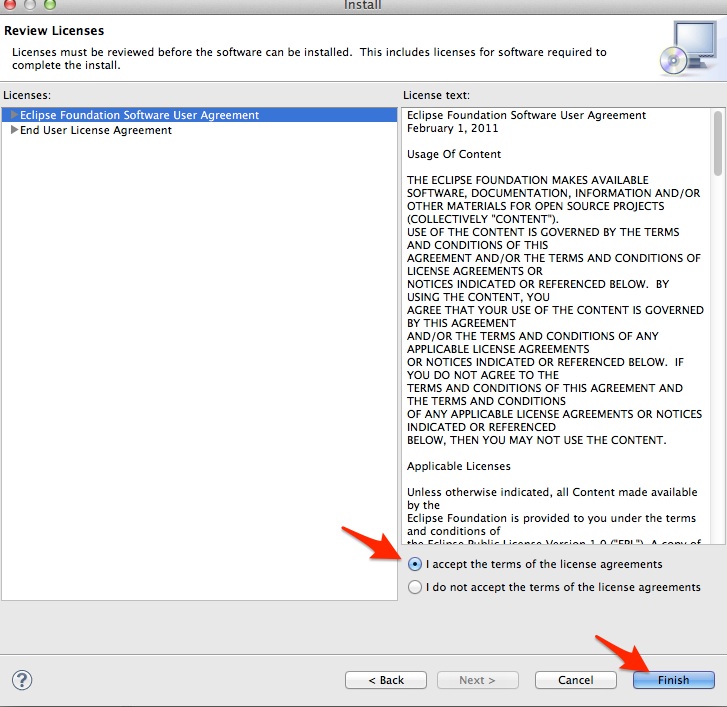 Install
Review Licenses
Licenses must be reviewed before the software can be installed.  This includes licenses for software required to
complete the install.
Licenses:
Eclipse Foundation Software User Agreement
End User License Agreement
License text:
Eclipse Foundation Software User Agreement
February 1, 2011
Usage Of Content
THE ECLIPSE FOUNDATION MAKES AVAILABLE
SOFTWARE, DOCUMENTATION, INFORMATION AND/OR
OTHER MATERIALS FOR OPEN SOURCE PROJECTS
(COLLECTIVELY "CONTENT").
USE OF THE CONTENT IS GOVERNED BY THE TERMS
AND CONDITIONS OF THIS
AGREEMENT AND/OR THE TERMS AND CONDITIONS OF
LICENSE AGREEMENTS OR
NOTICES INDICATED OR REFERENCED BELOW.  BY
USING THE CONTENT, YOU
AGREE THAT YOUR USE OF THE CONTENT IS GOVERNED
BY THIS AGREEMENT
AND/OR THE TERMS AND CONDITIONS OF ANY
APPLICABLE LICENSE AGREEMENTS
OR NOTICES INDICATED OR REFERENCED BELOW.  IF
YOU DO NOT AGREE TO THE
TERMS AND CONDITIONS OF THIS AGREEMENT AND
THE TERMS AND CONDITIONS
OF ANY APPLICABLE LICENSE AGREEMENTS OR NOTICES
INDICATED OR REFERENCED
BELOW, THEN YOU MAY NOT USE THE CONTENT.
Applicable Licenses
Unless otherwise indicated, all Content made available
by the
Eclipse Foundation is provided to you under the terms
and conditions of
the Eclipse Public License Version 1.0 ("EPL"). A copy of
I accept the terms of the license agreements
I do not accept the terms of the license agreements
?
< Back
Next >
Cancel
Finish